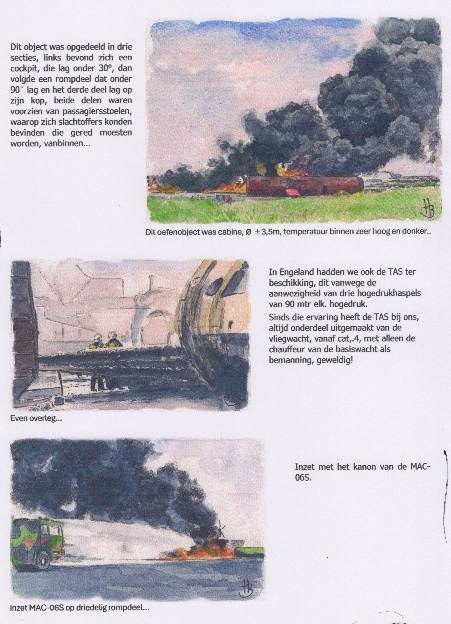 Dit object was opgedeeld in drie
secties, links bevond zich een
cockpit, die lag onder 30°, dan
volgde een rompdeel dat onder
90° lag en het derde deel lag op
zijn kop, beide delen waren
voorzien van passagiersstoelen,
waarop zich slachtoffers konden
bevinden die gered moesten
worden, vanbinnen...
Dit oefenobject was cabine, Ø ±3,5m, temperatuur binnen zeer hoog en donker..
In Engeland hadden we ook de TAS ter
beschikking, dit vanwege de
aanwezigheid van drie hogedrukhaspels
van 90 mtr elk. hogedruk.
Sinds die ervaring heeft de TAS bij ons,
altijd onderdeel uitgemaakt van de
vliegwacht, vanaf cat,.4, met alleen de
chauffeur van de basiswacht als
bemanning, geweldig!
Even overleg...
Inzet met het kanon van de MAC-
06S.
Inzet MAC-06S op driedelig rompdeel...
HB
HB